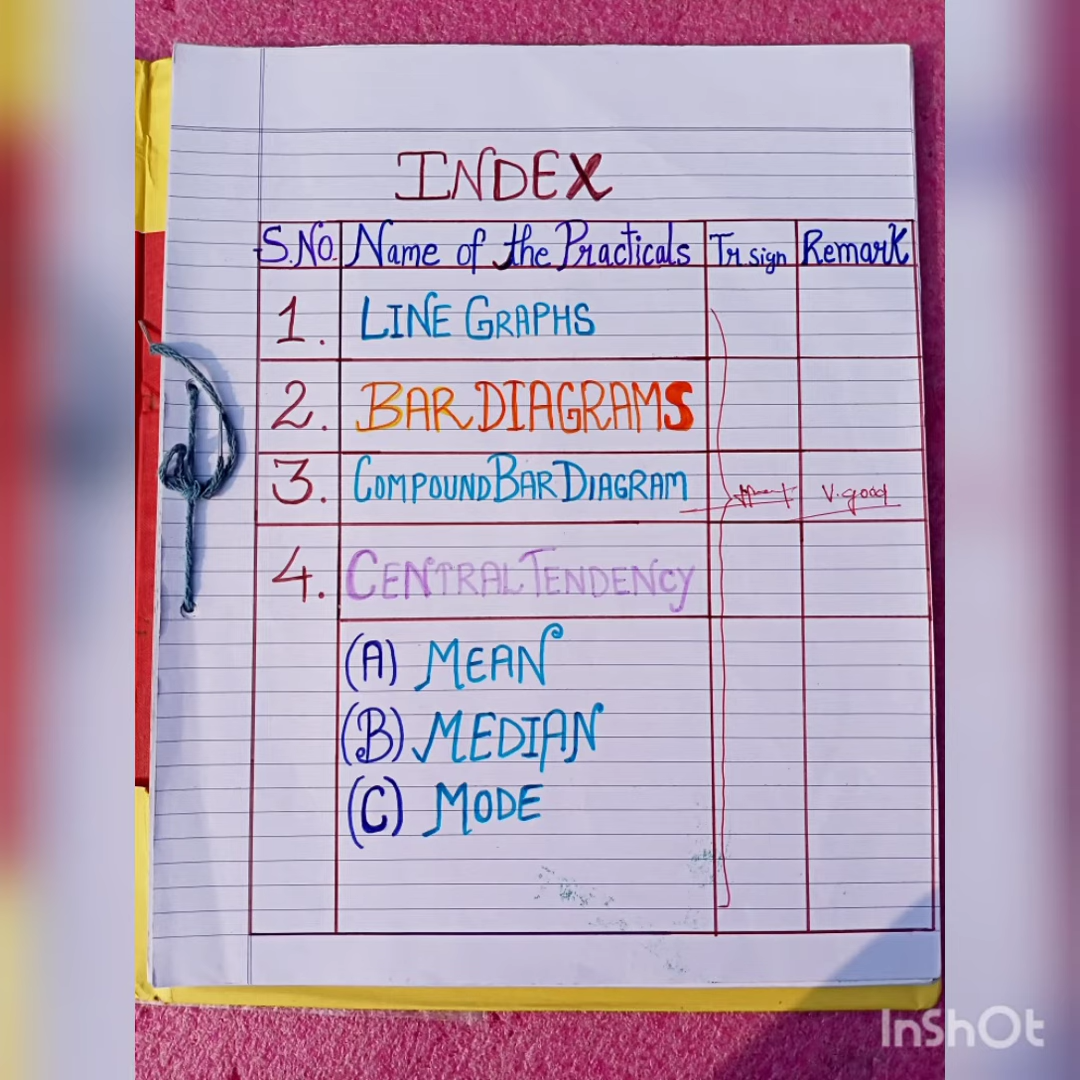 INDEX
S.No. Name of the Practicals Tr sign Remark
1. LINE GRAPHS
2. BAR DIAGRAMS
3. COMPOUND BAR DIAGRAM V.good
4. CENTRAL TENDENCY
(A) MEAN
(B) MEDIAN
(C) MODE
InShOt